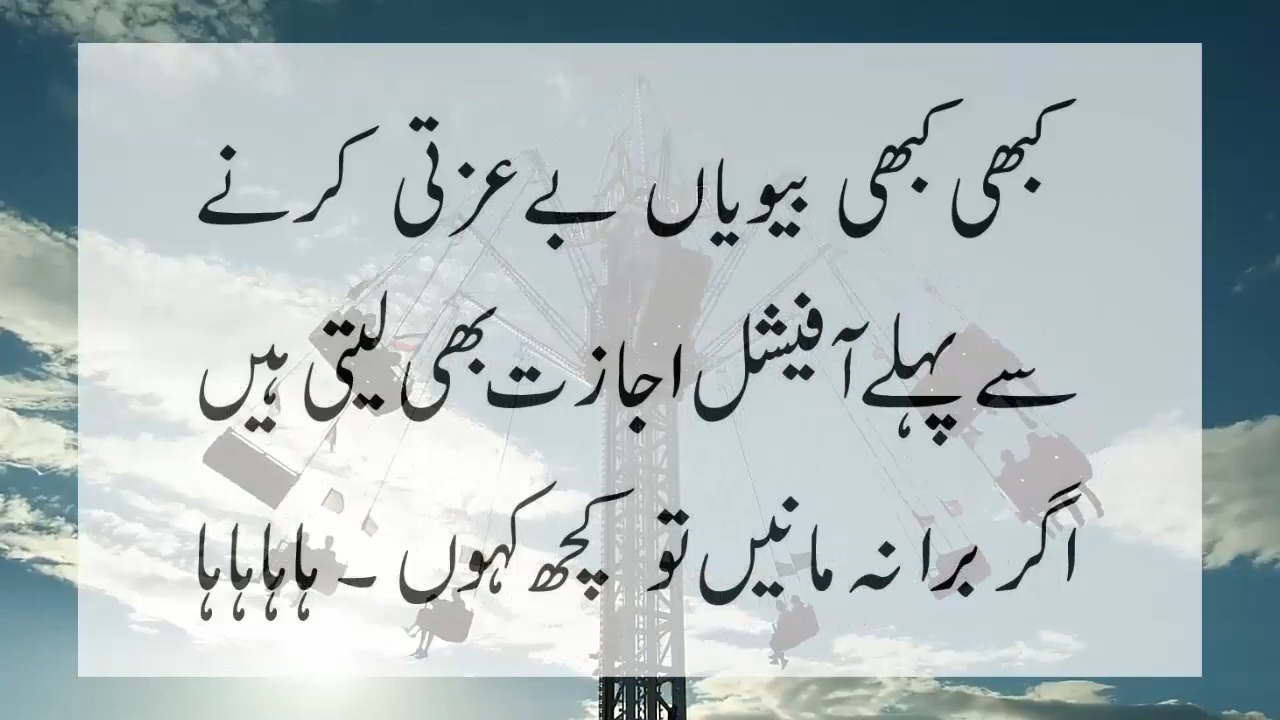 کبھی کبھی بیویاں بے عزتی کرنے
سے پہلے آفیشل اجازت بھی لیتی ہیں
اگر برا نہ مانیں تو کچھ کہوں ۔ ہاہاہاہا